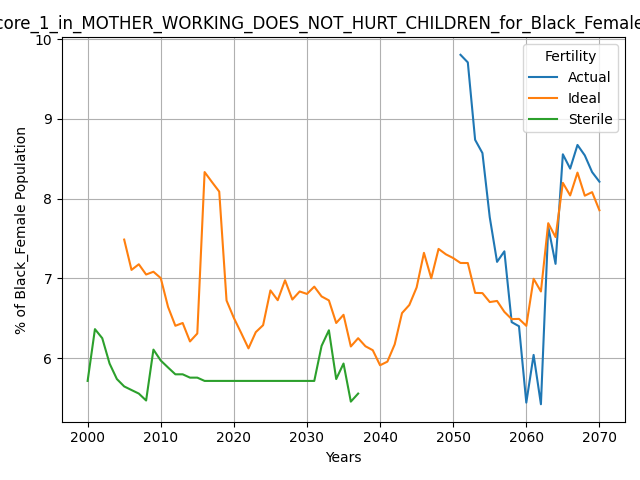 core_1_in_MOTHER_WORKING_DOES_NOT_HURT_CHILDREN_for_Black_Female
% of Black_Female Population
10
9
8
7
6
Fertility
Actual
Ideal
Sterile
2000 2010 2020 2030 2040 2050 2060 2070
Years